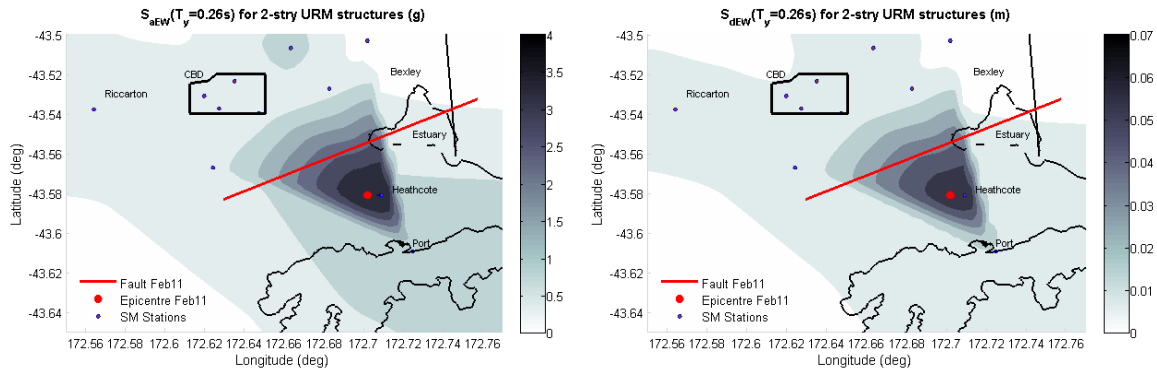 S_aEW(T_y=0.26s) for 2-stry URM structures (g)
-43.5
-43.52
-43.54
-43.56
-43.58
-43.6
-43.62
-43.64
Latitude (deg)
CBD
Bexley
Riccarton
Estuary
Heathcote
Port
Fault Feb11
Epicentre Feb11
SM Stations
172.56 172.58 172.6 172.62 172.64 172.66 172.68 172.7 172.72 172.74 172.76
Longitude (deg)
4
3.5
3
2.5
2
1.5
1
0.5
0
S_dEW(T_y=0.26s) for 2-stry URM structures (m)
-43.5
-43.52
-43.54
-43.56
-43.58
-43.6
-43.62
-43.64
Latitude (deg)
CBD
Bexley
Riccarton
Estuary
Heathcote
Port
Fault Feb11
Epicentre Feb11
SM Stations
172.56 172.58 172.6 172.62 172.64 172.66 172.68 172.7 172.72 172.74 172.76
Longitude (deg)
0.07
0.06
0.05
0.04
0.03
0.02
0.01
0